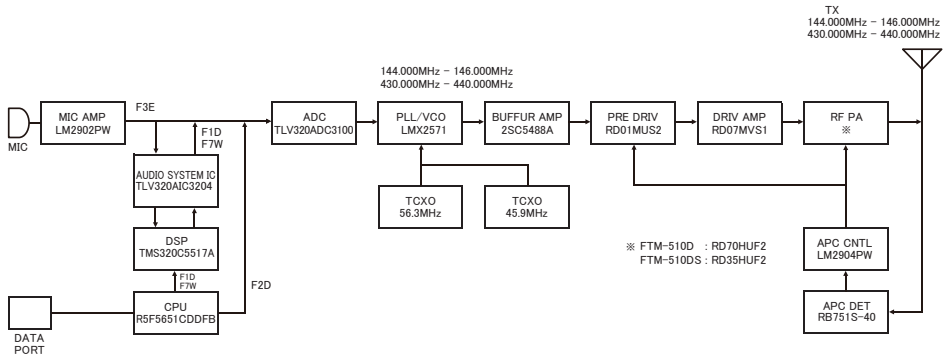 TX
144.000MHz - 146.000MHz
430.000MHz - 440.000MHz
144.000MHz - 146.000MHz
430.000MHz - 440.000MHz
MIC
MIC AMP
LM2902PW
F3E
F1D
F7W
ADC
TLV320ADC3100
PLL/VCO
LMX2571
BUFFUR AMP
2SC5488A
PRE DRIV
RD01MUS2
DRIV AMP
RD07MVS1
RF PA
※
AUDIO SYSTEM IC
TLV320AIC3204
TCXO
56.3MHz
TCXO
45.9MHz
DSP
TMS320C5517A
※ FTM-510D : RD70HUF2
FTM-510DS : RD35HUF2
APC CNTL
LM2904PW
F1D
F7W
F2D
CPU
R5F5651CDDFB
APC DET
RB751S-40
DATA
PORT